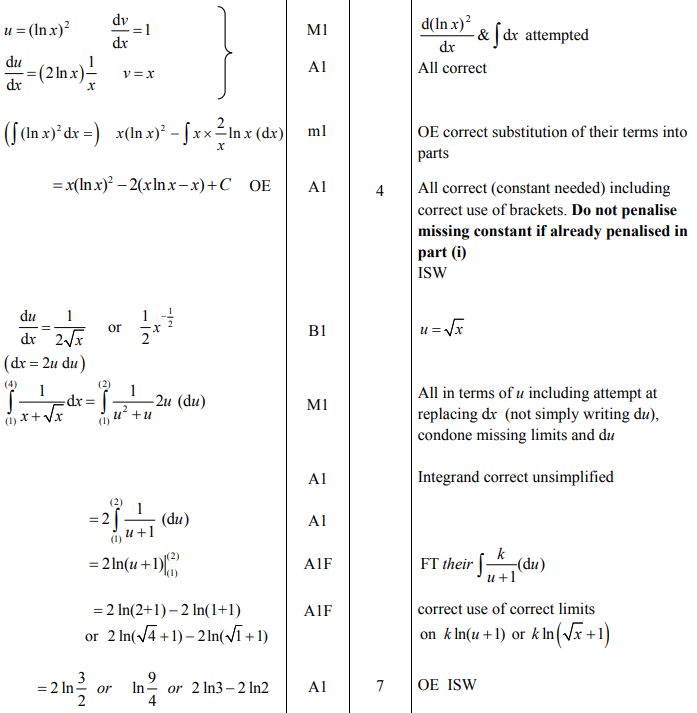 u = (ln x)² dv/dx = 1 M1 d(ln x)²/dx & ∫ dx attempted
du/dx = (2 ln x) 1/x v = x A1 All correct
(∫ (ln x)² dx =) x(ln x)² − ∫ x × 2/x ln x (dx) m1 OE correct substitution of their terms into
parts
= x(ln x)² − 2(x ln x − x) + C OE A1 4 All correct (constant needed) including
correct use of brackets. Do not penalise
missing constant if already penalised in
part (i)
ISW
du/dx = 1/(2√x) or 1/2 x^(−1/2) B1 u = √x
(dx = 2u du)
∫_(1)^(4) 1/(x + √x) dx = ∫_(1)^(2) 1/(u² + u) 2u (du) M1 All in terms of u including attempt at
replacing dx (not simply writing du),
condone missing limits and du
A1 Integrand correct unsimplified
= 2 ∫_(1)^(2) 1/(u + 1) (du) A1
= 2 ln(u + 1)|_(1)^(2) A1F FT their ∫ k/(u + 1) (du)
= 2 ln(2+1) − 2 ln(1+1) A1F correct use of correct limits
or 2 ln(√4 + 1) − 2 ln(√1 + 1) on k ln(u + 1) or k ln(√x + 1)
= 2 ln 3/2 or ln 9/4 or 2 ln3 − 2 ln2 A1 7 OE ISW